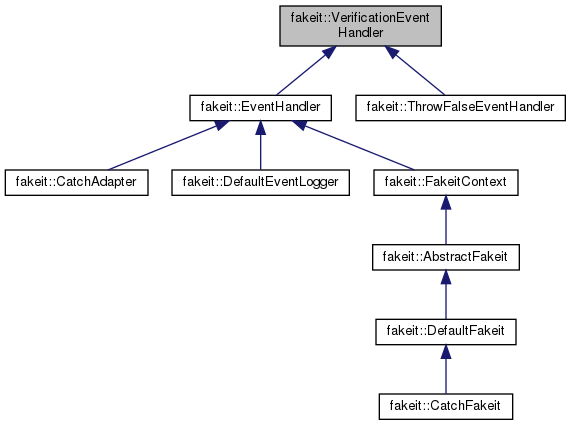 fakeit::VerificationEvent
Handler
fakeit::EventHandler
fakeit::ThrowFalseEventHandler
fakeit::CatchAdapter
fakeit::DefaultEventLogger
fakeit::FakeitContext
fakeit::AbstractFakeit
fakeit::DefaultFakeit
fakeit::CatchFakeit